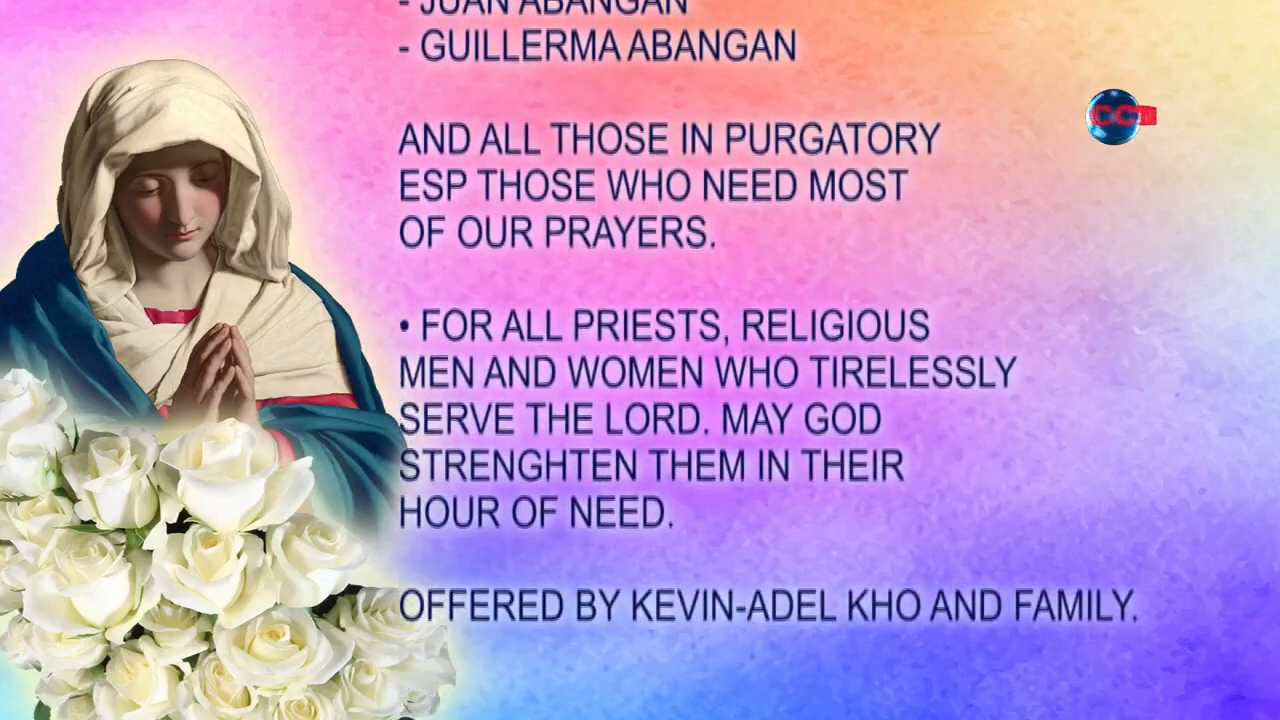 - JUAN ABANGAN
- GUILLERMA ABANGAN
AND ALL THOSE IN PURGATORY
ESP THOSE WHO NEED MOST
OF OUR PRAYERS.
• FOR ALL PRIESTS, RELIGIOUS
MEN AND WOMEN WHO TIRELESSLY
SERVE THE LORD. MAY GOD
STRENGHTEN THEM IN THEIR
HOUR OF NEED.
OFFERED BY KEVIN-ADEL KHO AND FAMILY.